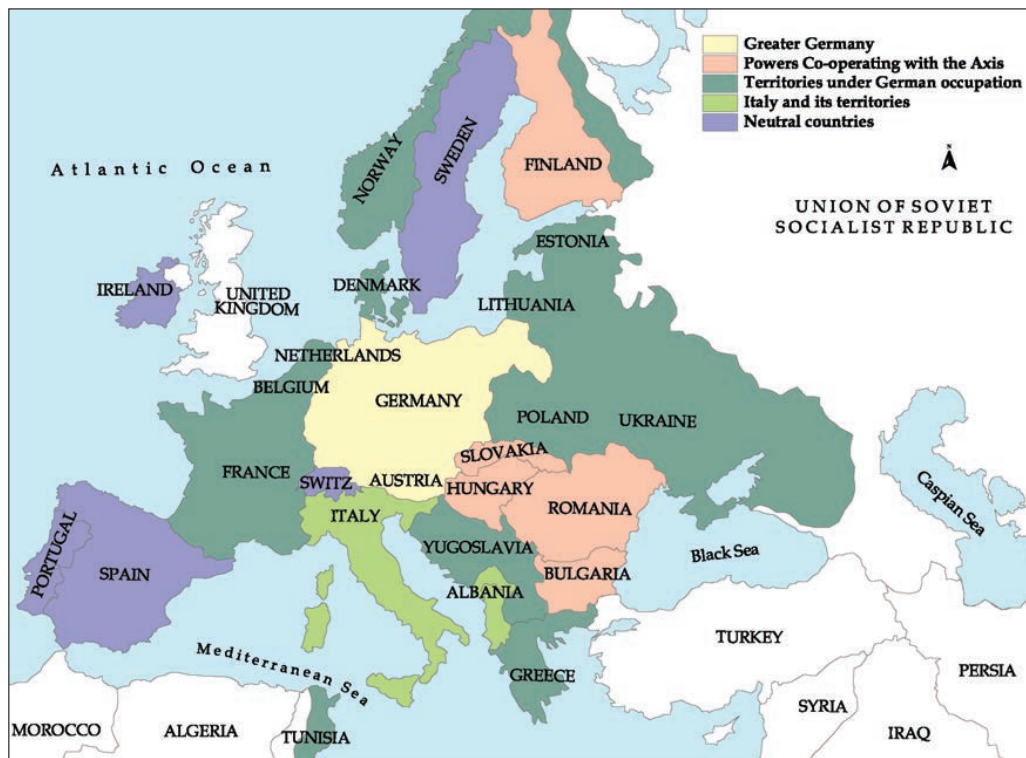 Greater Germany
Powers Co-operating with the Axis
Territories under German occupation
Italy and its territories
Neutral countries
Atlantic Ocean
NORWAY
SWEDEN
FINLAND
UNION OF SOVIET
SOCIALIST REPUBLIC
ESTONIA
IRELAND
UNITED
KINGDOM
DENMARK
LITHUANIA
NETHERLANDS
BELGIUM
GERMANY
POLAND
UKRAINE
SLOVAKIA
FRANCE
SWITZ
AUSTRIA
HUNGARY
ITALY
ROMANIA
Caspian Sea
PORTUGAL
SPAIN
YUGOSLAVIA
Black Sea
BULGARIA
ALBANIA
Mediterranean Sea
GREECE
TURKEY
PERSIA
SYRIA
MOROCCO
ALGERIA
TUNISIA
IRAQ